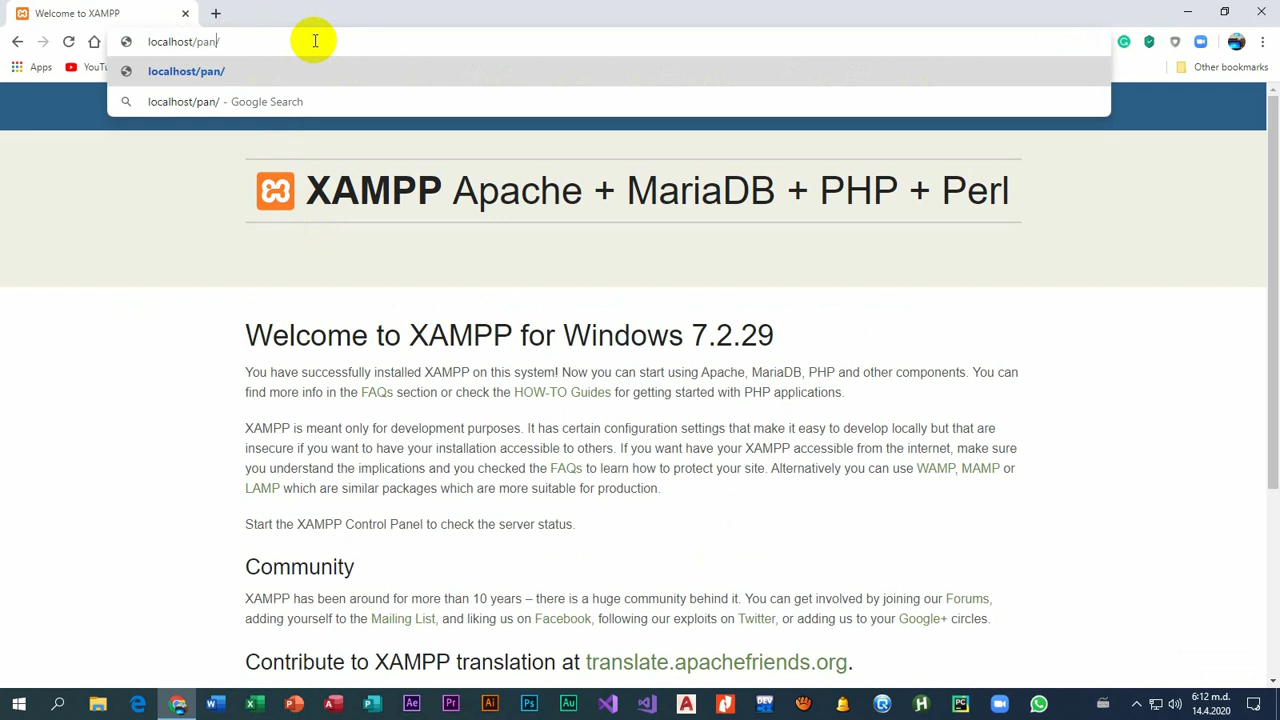 Welcome to XAMPP
localhost/pan/
Apps
YouTu
Other bookmarks
localhost/pan/
localhost/pan/ - Google Search
XAMPP Apache + MariaDB + PHP + Perl
Welcome to XAMPP for Windows 7.2.29
You have successfully installed XAMPP on this system! Now you can start using Apache, MariaDB, PHP and other components. You can
find more info in the FAQs section or check the HOW-TO Guides for getting started with PHP applications.
XAMPP is meant only for development purposes. It has certain configuration settings that make it easy to develop locally but that are
insecure if you want to have your installation accessible to others. If you want have your XAMPP accessible from the internet, make sure
you understand the implications and you checked the FAQs to learn how to protect your site. Alternatively you can use WAMP, MAMP or
LAMP which are similar packages which are more suitable for production.
Start the XAMPP Control Panel to check the server status.
Community
XAMPP has been around for more than 10 years – there is a huge community behind it. You can get involved by joining our Forums,
adding yourself to the Mailing List, and liking us on Facebook, following our exploits on Twitter, or adding us to your Google+ circles.
Contribute to XAMPP translation at translate.apachefriends.org.
6:12 m.d.
14.4.2020